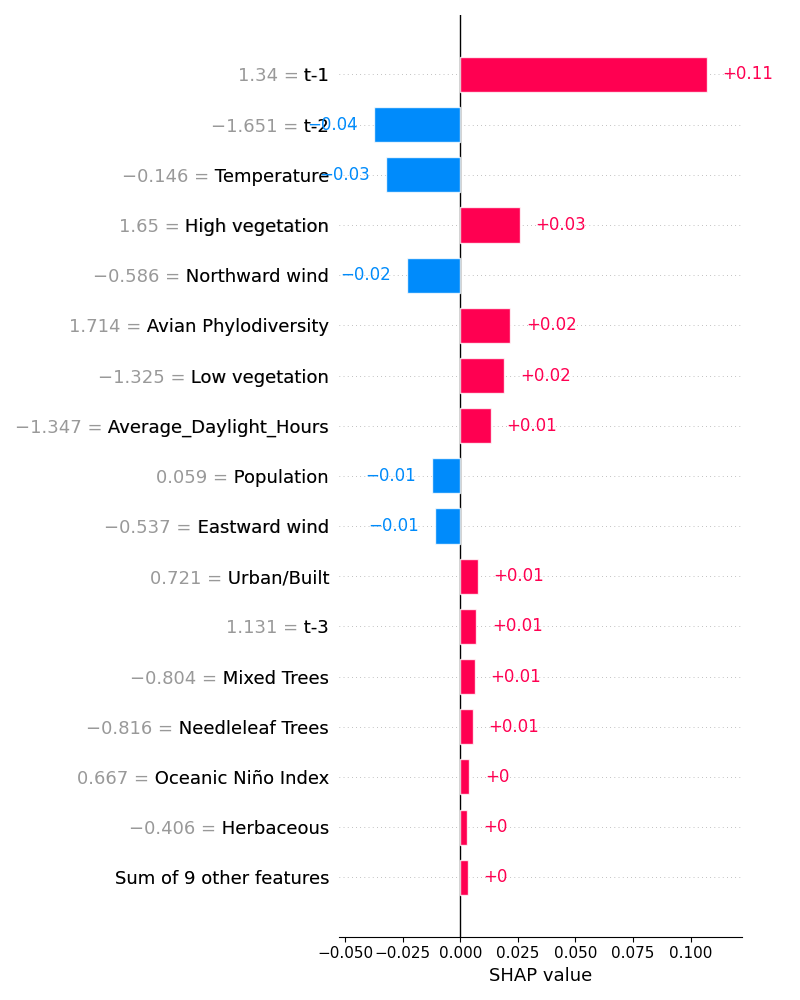 1.34 = t-1 +0.11
−1.651 = t-2 −0.04
−0.146 = Temperature −0.03
1.65 = High vegetation +0.03
−0.586 = Northward wind −0.02
1.714 = Avian Phylodiversity +0.02
−1.325 = Low vegetation +0.02
−1.347 = Average_Daylight_Hours +0.01
0.059 = Population −0.01
−0.537 = Eastward wind −0.01
0.721 = Urban/Built +0.01
1.131 = t-3 +0.01
−0.804 = Mixed Trees +0.01
−0.816 = Needleleaf Trees +0.01
0.667 = Oceanic Niño Index +0
−0.406 = Herbaceous +0
Sum of 9 other features +0
−0.050 −0.025 0.000 0.025 0.050 0.075 0.100
SHAP value